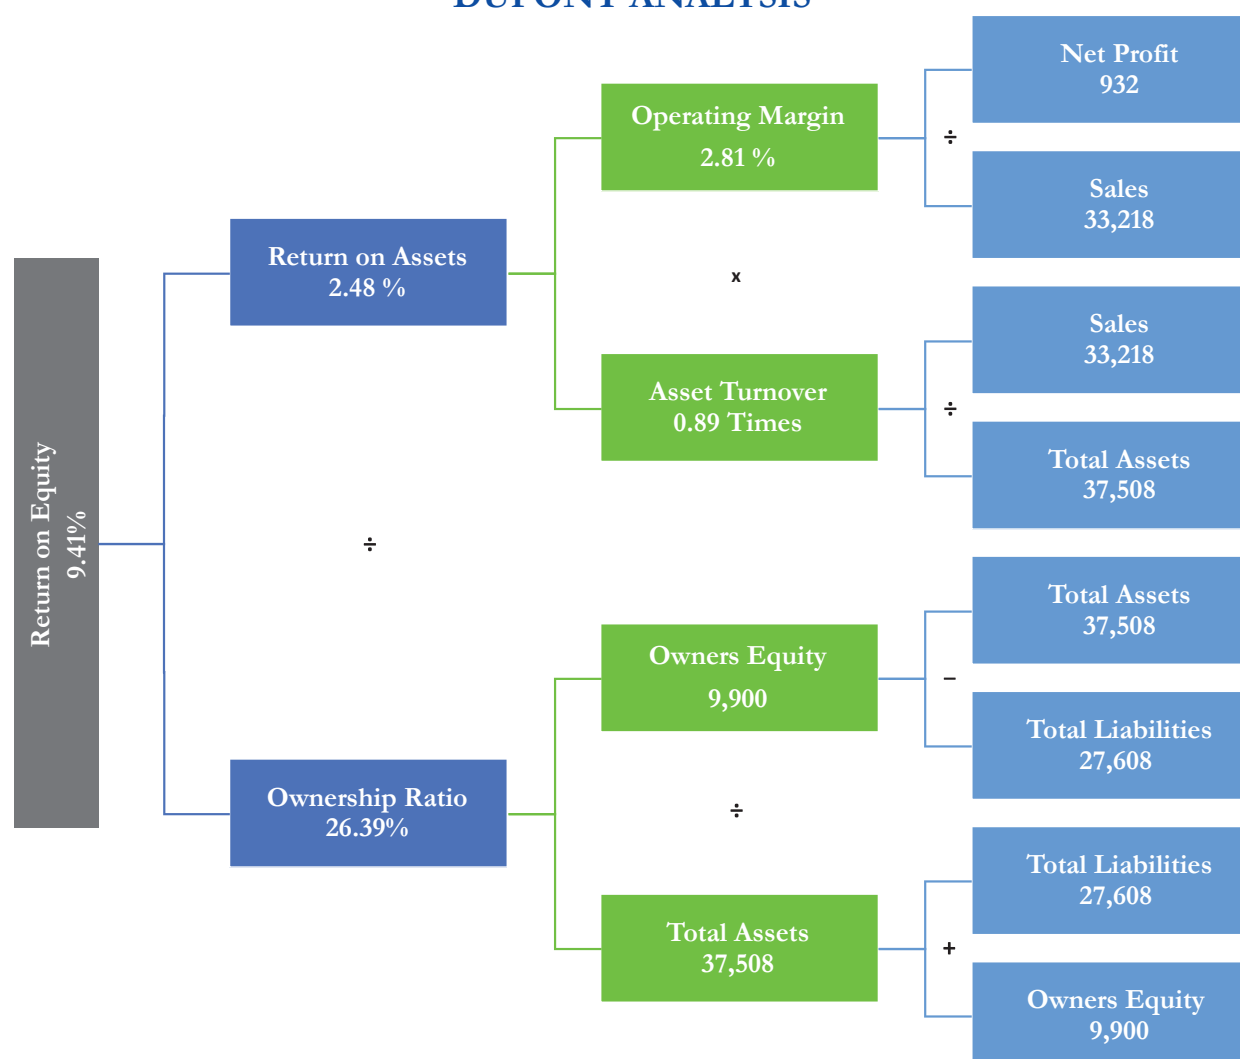 DUPONT ANALYSIS
Net Profit
932
Operating Margin
2.81 %
÷
Sales
33,218
Return on Assets
2.48 %
x
Sales
33,218
Asset Turnover
0.89 Times
÷
Total Assets
37,508
Return on Equity
9.41%
÷
Total Assets
37,508
Owners Equity
9,900
–
Total Liabilities
27,608
Ownership Ratio
26.39%
÷
Total Liabilities
27,608
Total Assets
37,508
+
Owners Equity
9,900